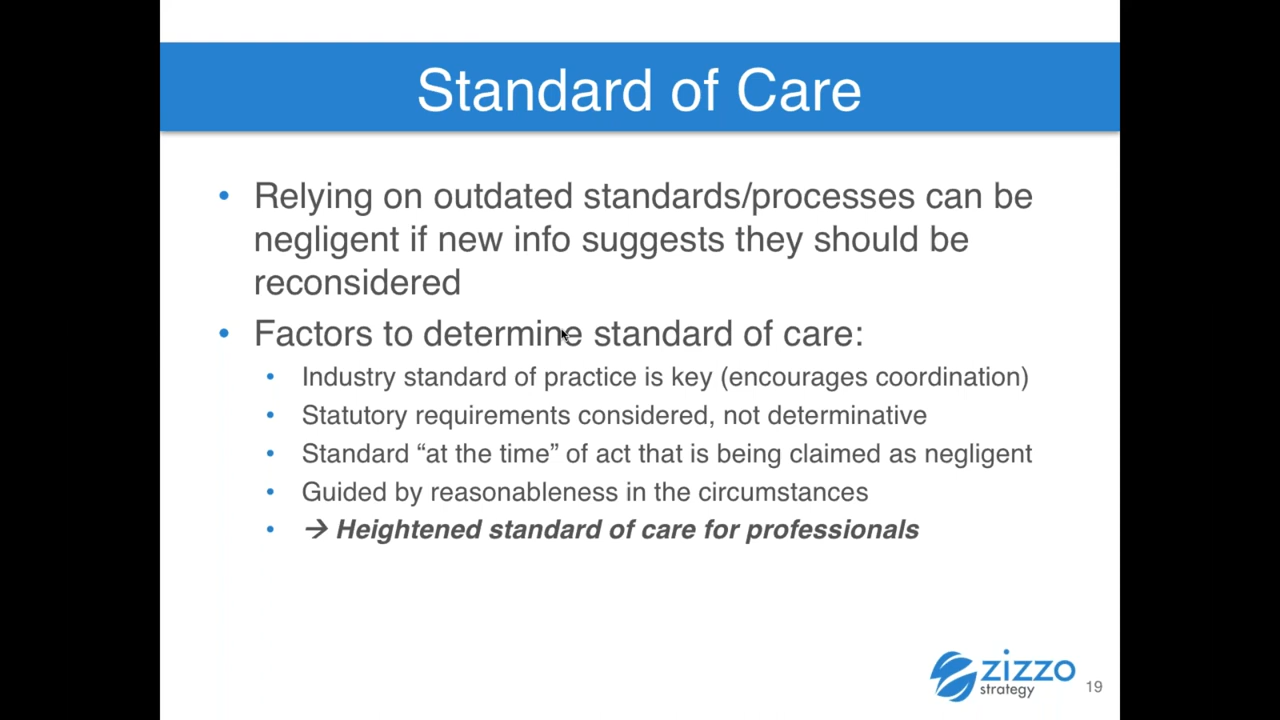 Standard of Care
• Relying on outdated standards/processes can be
negligent if new info suggests they should be
reconsidered
• Factors to determine standard of care:
• Industry standard of practice is key (encourages coordination)
• Statutory requirements considered, not determinative
• Standard “at the time” of act that is being claimed as negligent
• Guided by reasonableness in the circumstances
• → Heightened standard of care for professionals
zizzo
strategy
19